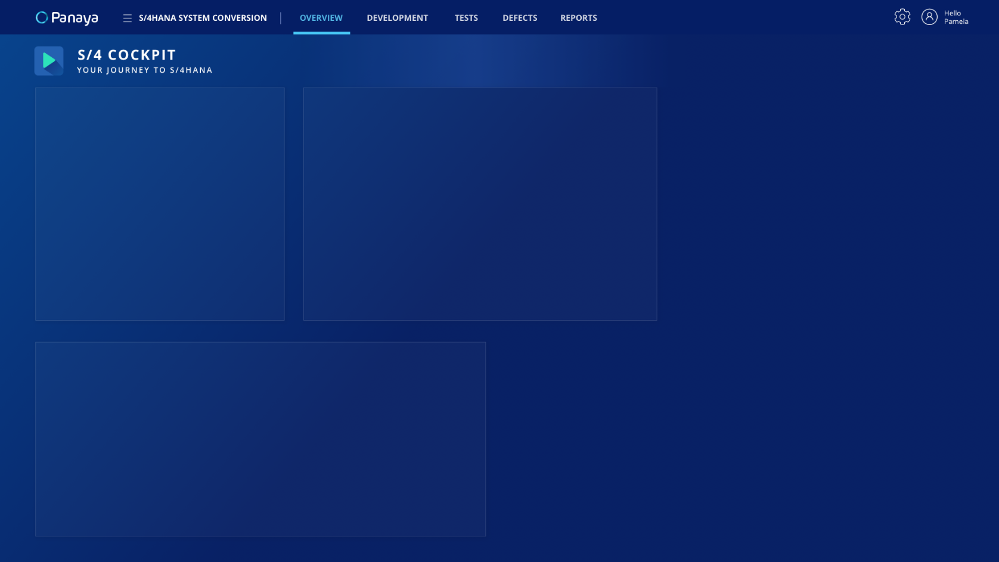 Panaya
S/4HANA SYSTEM CONVERSION
OVERVIEW
DEVELOPMENT
TESTS
DEFECTS
REPORTS
Hello
Pamela
S/4 COCKPIT
YOUR JOURNEY TO S/4HANA